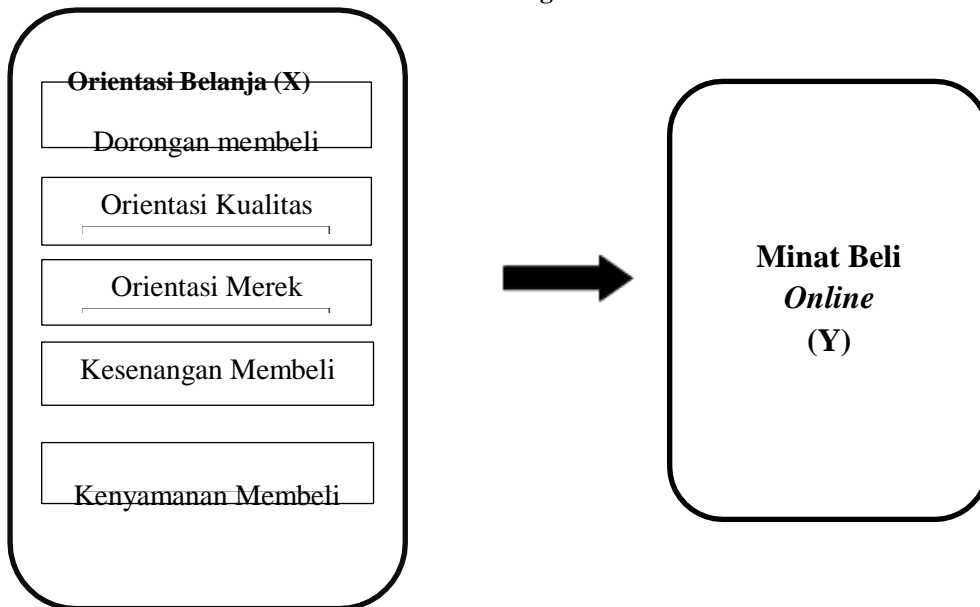 Orientasi Belanja (X)
Dorongan membeli
Orientasi Kualitas
Orientasi Merek
Kesenangan Membeli
Kenyamanan Membeli
Minat Beli
Online
(Y)